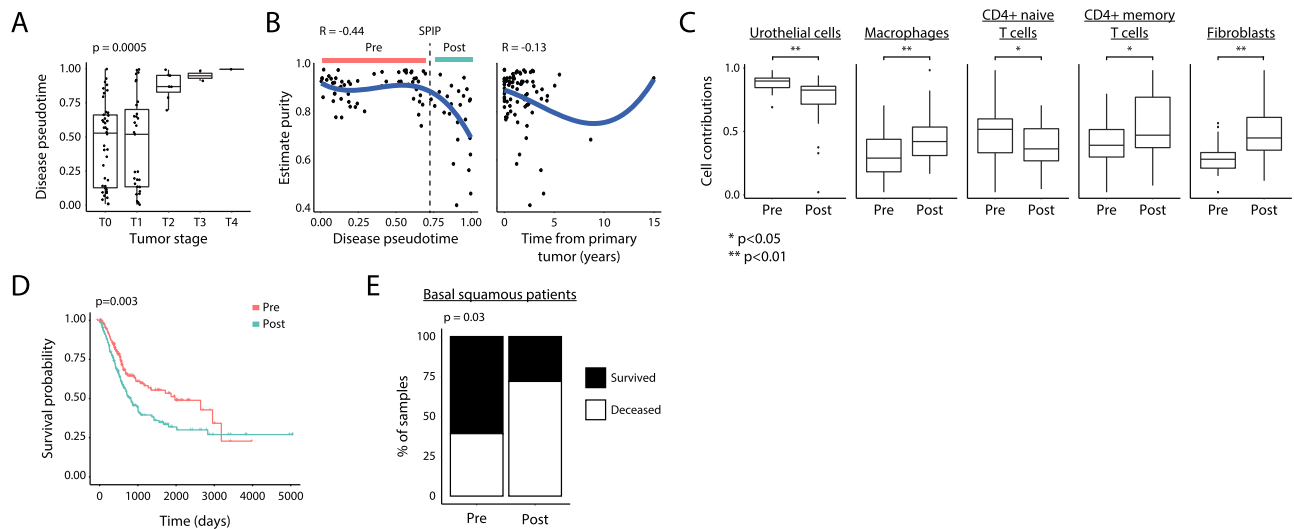 A
p = 0.0005
Disease pseudotime
1.00
0.75
0.50
0.25
0.00
T0 T1 T2 T3 T4
Tumor stage
B
R = -0.44
SPIP
Pre
Post
R = -0.13
Estimate purity
1.0
0.8
0.6
0.4
0.00 0.25 0.50 0.75 1.00
Disease pseudotime
0 5 10 15
Time from primary
tumor (years)
C
Urothelial cells
Macrophages
CD4+ naive
T cells
CD4+ memory
T cells
Fibroblasts
**
**
*
*
**
Cell contributions
1.0
0.5
0.0
Pre Post
Pre Post
Pre Post
Pre Post
Pre Post
* p<0.05
** p<0.01
D
p=0.003
Pre
Post
Survival probability
1.00
0.75
0.50
0.25
0.00
0 1000 2000 3000 4000 5000
Time (days)
E
Basal squamous patients
p = 0.03
% of samples
100
75
50
25
0
Pre Post
Survived
Deceased